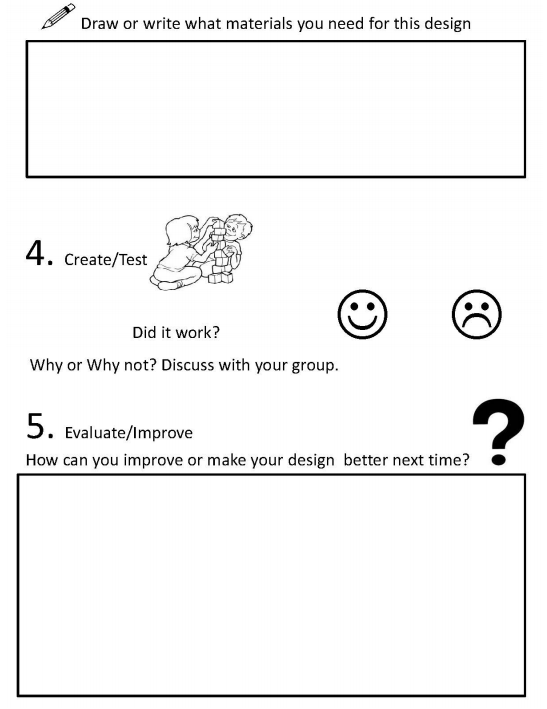 Draw or write what materials you need for this design
4. Create/Test
Did it work?
Why or Why not? Discuss with your group.
5. Evaluate/Improve
?
How can you improve or make your design better next time?